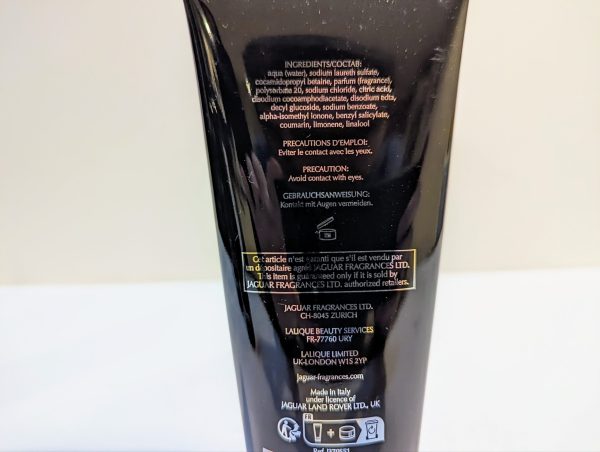 INGREDIENTS/СОСТАВ:
aqua (water), sodium laureth sulfate,
cocamidopropyl betaine, parfum (fragrance),
polysorbate 20, sodium chloride, citric acid,
disodium cocoamphodiacetate, disodium edta,
decyl glucoside, sodium benzoate,
alpha-isomethyl ionone, benzyl salicylate,
coumarin, limonene, linalool
PRECAUTIONS D'EMPLOI:
Eviter le contact avec les yeux.
PRECAUTION:
Avoid contact with eyes.
GEBRAUCHSANWEISUNG:
Kontakt mit Augen vermeiden.
Cet article n'est garanti que s'il est vendu par
un dépositaire agréé JAGUAR FRAGRANCES LTD.
This item is guaranteed only if it is sold by
JAGUAR FRAGRANCES LTD. authorized retailers.
JAGUAR FRAGRANCES LTD.
CH-8045 ZURICH
LALIQUE BEAUTY SERVICES
FR-77760 URY
LALIQUE LIMITED
UK-LONDON W1S 2YP
jaguar-fragrances.com
Made in Italy
under licence of
JAGUAR LAND ROVER LTD., UK
FR